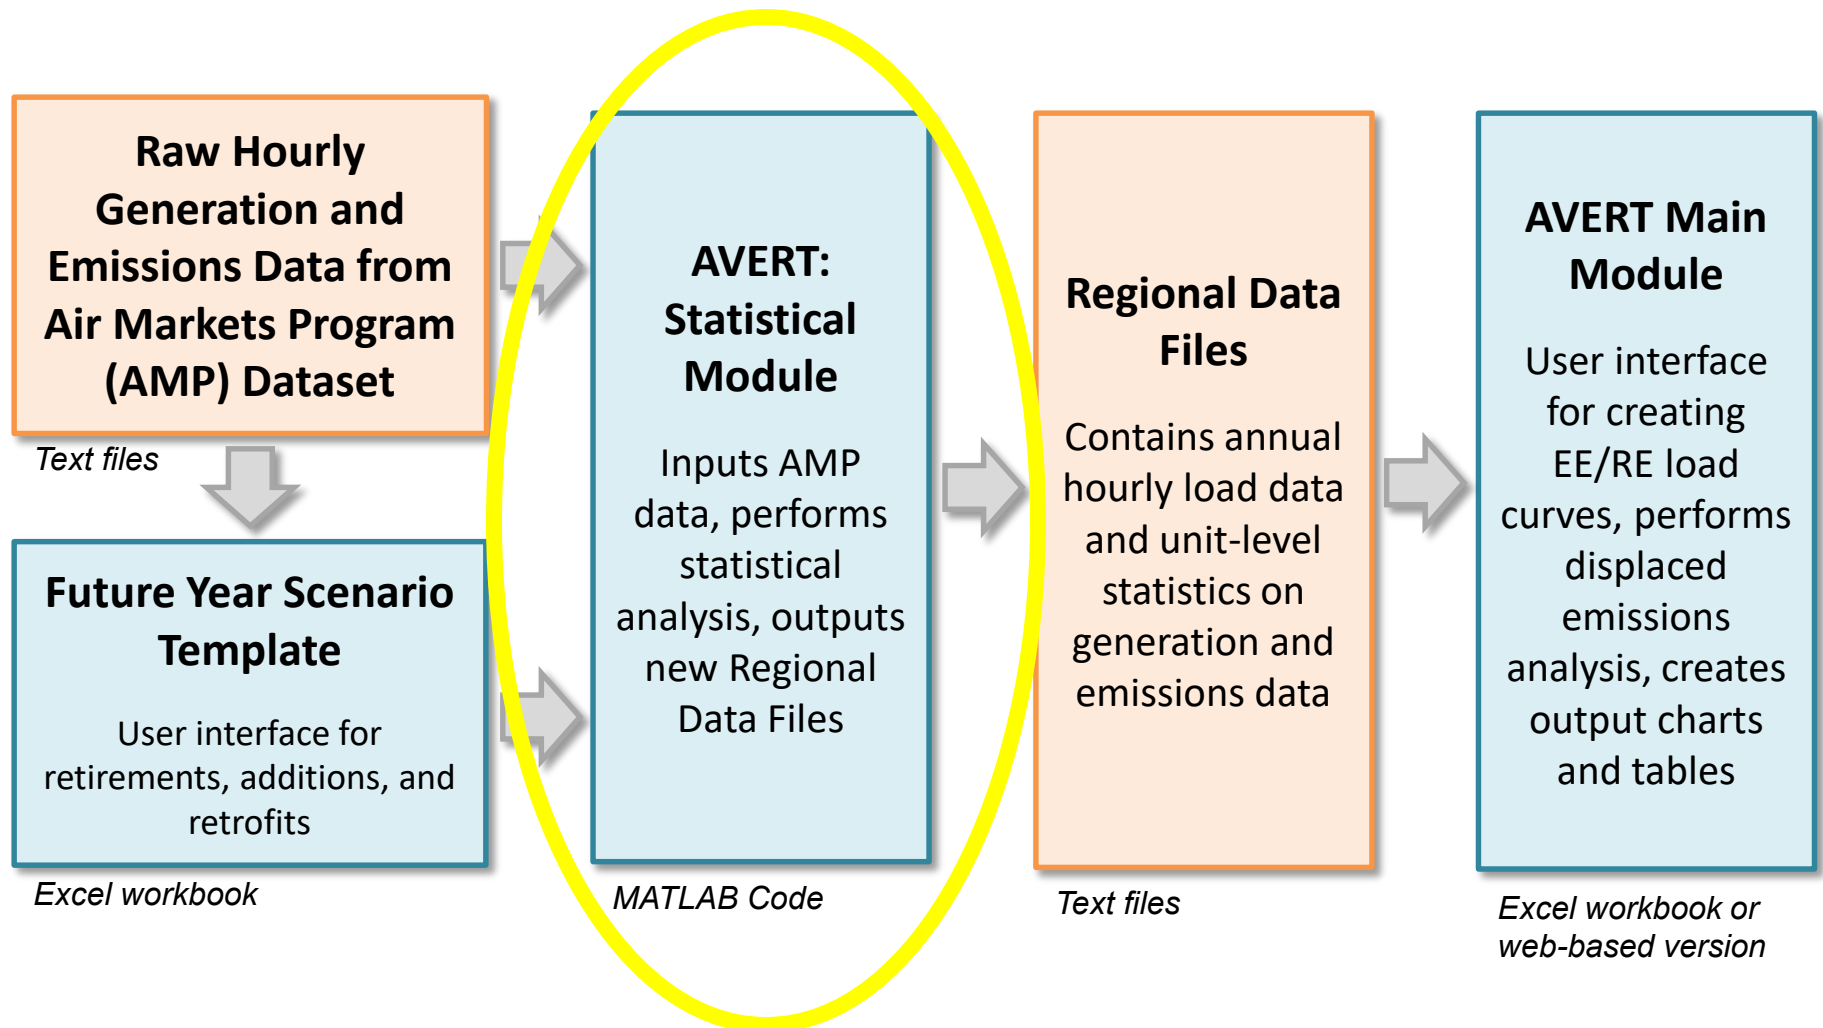 Raw Hourly
Generation and
Emissions Data from
Air Markets Program
(AMP) Dataset
Text files
Future Year Scenario
Template
User interface for
retirements, additions, and
retrofits
Excel workbook
AVERT:
Statistical
Module
Inputs AMP
data, performs
statistical
analysis, outputs
new Regional
Data Files
MATLAB Code
Regional Data
Files
Contains annual
hourly load data
and unit-level
statistics on
generation and
emissions data
Text files
AVERT Main
Module
User interface
for creating
EE/RE load
curves, performs
displaced
emissions
analysis, creates
output charts
and tables
Excel workbook or
web-based version